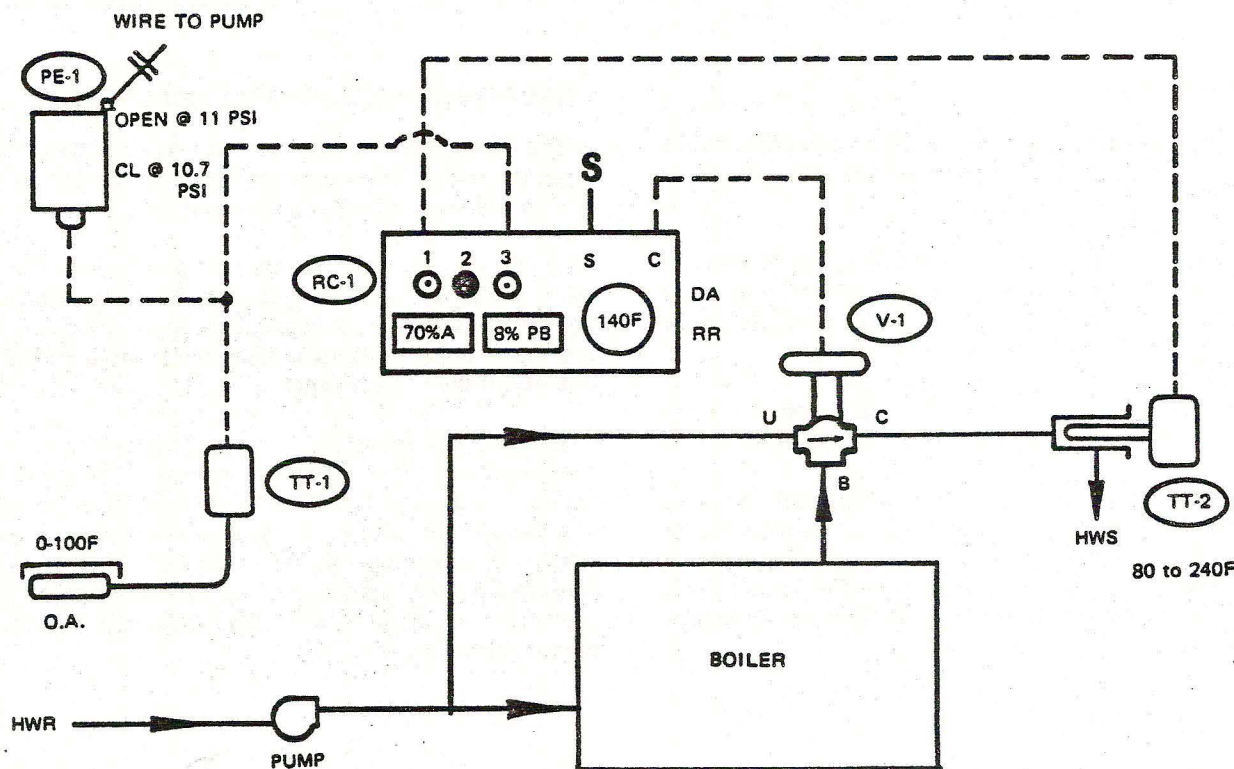 WIRE TO PUMP
PE-1
OPEN @ 11 PSI
CL @ 10.7
PSI
S
1 2 3 S C
RC-1
70%A 8% PB 140F
DA
RR
V-1
U C
B
TT-1
TT-2
0-100F
O.A.
HWS
80 to 240F
BOILER
HWR
PUMP